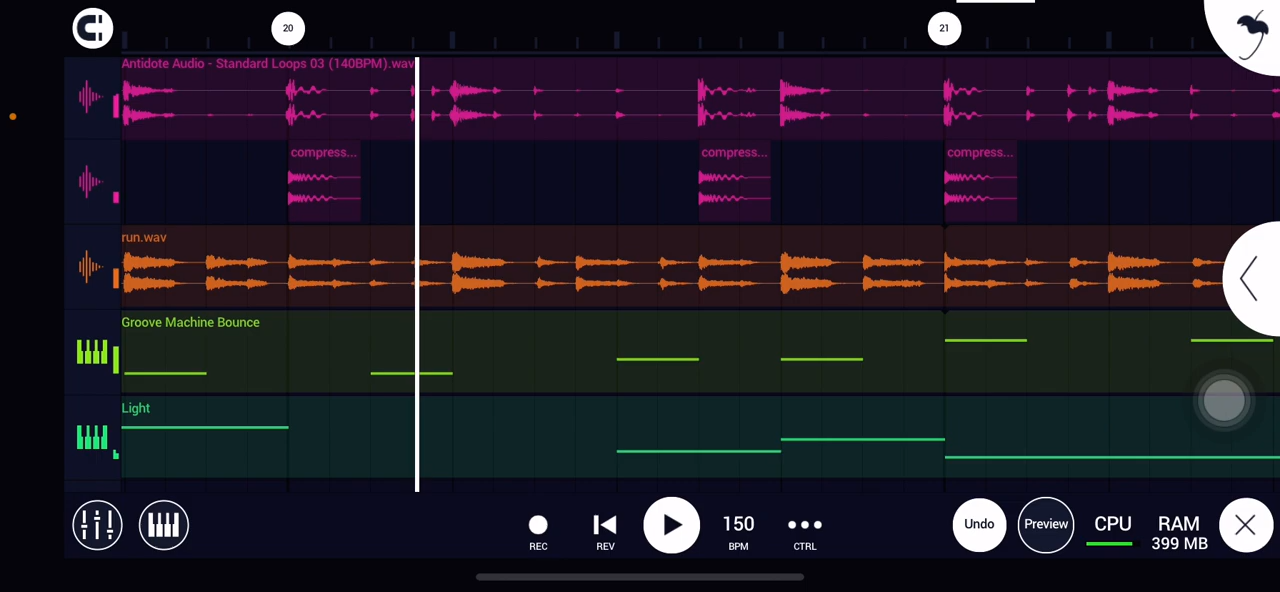 20
21
Antidote Audio - Standard Loops 03 (140BPM).wav
compress...
compress...
compress...
run.wav
Groove Machine Bounce
Light
REC
REV
150
BPM
CTRL
Undo
Preview
CPU
RAM
399 MB